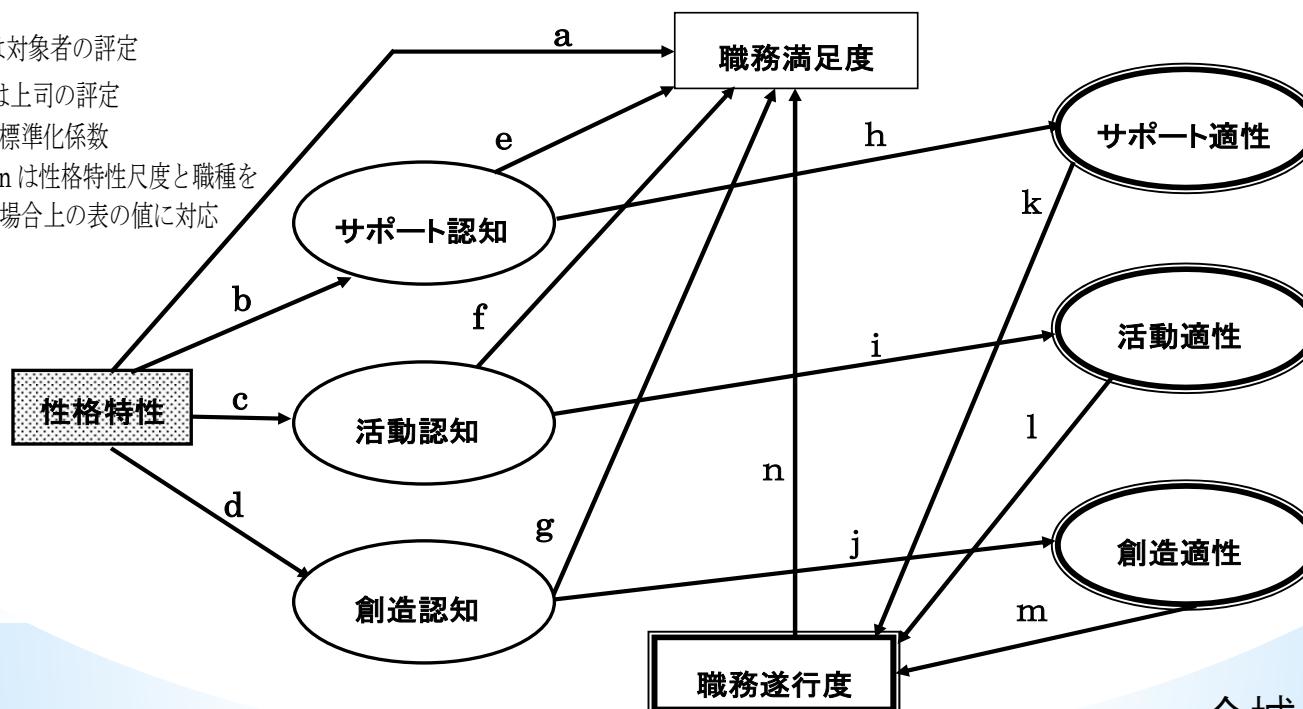 対象者の評定
は上司の評定
標準化係数
n は性格特性尺度と職種を
場合上の表の値に対応
a
職務満足度
サポート適性
e
h
k
サポート認知
b
f
活動適性
i
性格特性
c
活動認知
l
n
d
g
j
創造適性
創造認知
m
職務遂行度